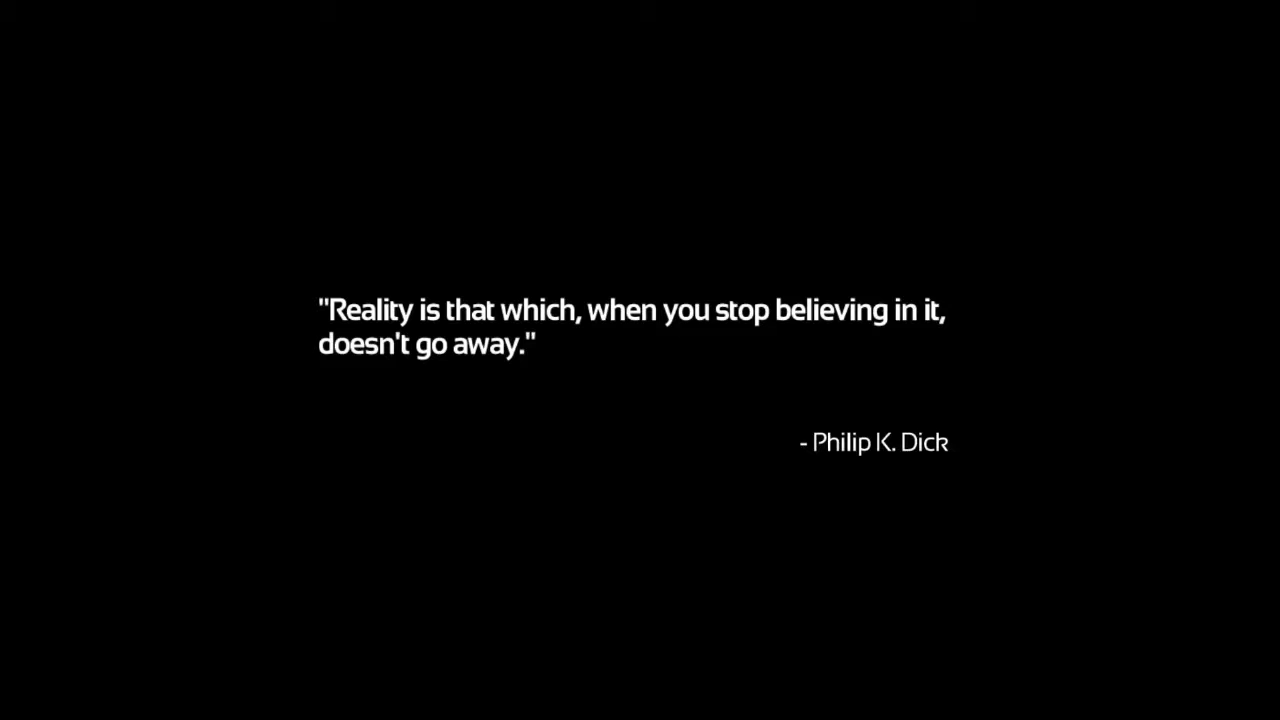 "Reality is that which, when you stop believing in it,
doesn't go away."
- Philip K. Dick